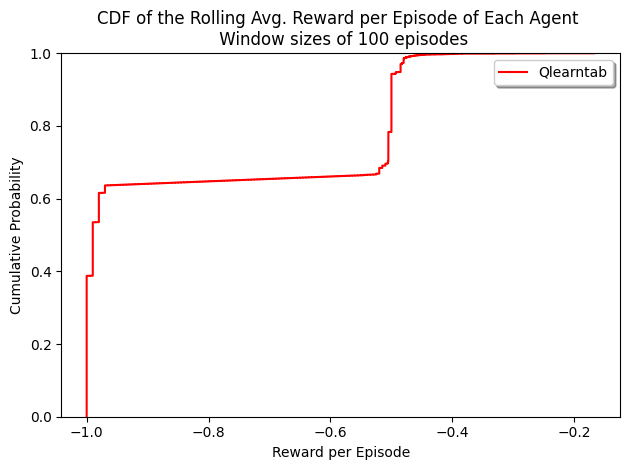 CDF of the Rolling Avg. Reward per Episode of Each Agent
Window sizes of 100 episodes
Qlearntab
Cumulative Probability
1.0
0.8
0.6
0.4
0.2
0.0
−1.0 −0.8 −0.6 −0.4 −0.2
Reward per Episode